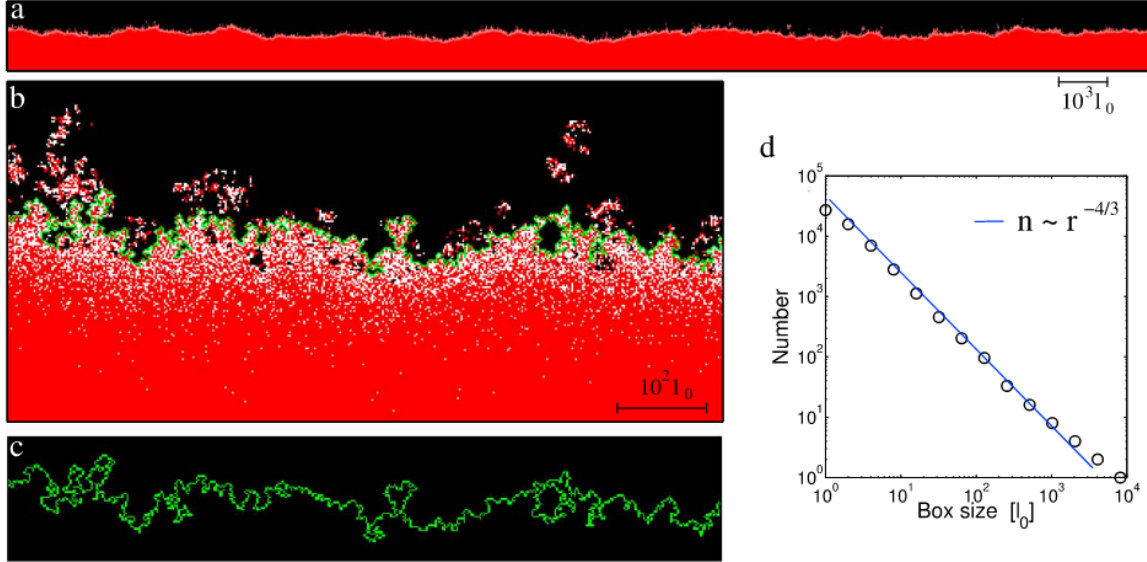 a
10³l₀
b
10²l₀
c
d
Number
10⁵
10⁴
10³
10²
10¹
10⁰
n ~ r ⁻⁴/³
10⁰ 10¹ 10² 10³ 10⁴
Box size [l₀]